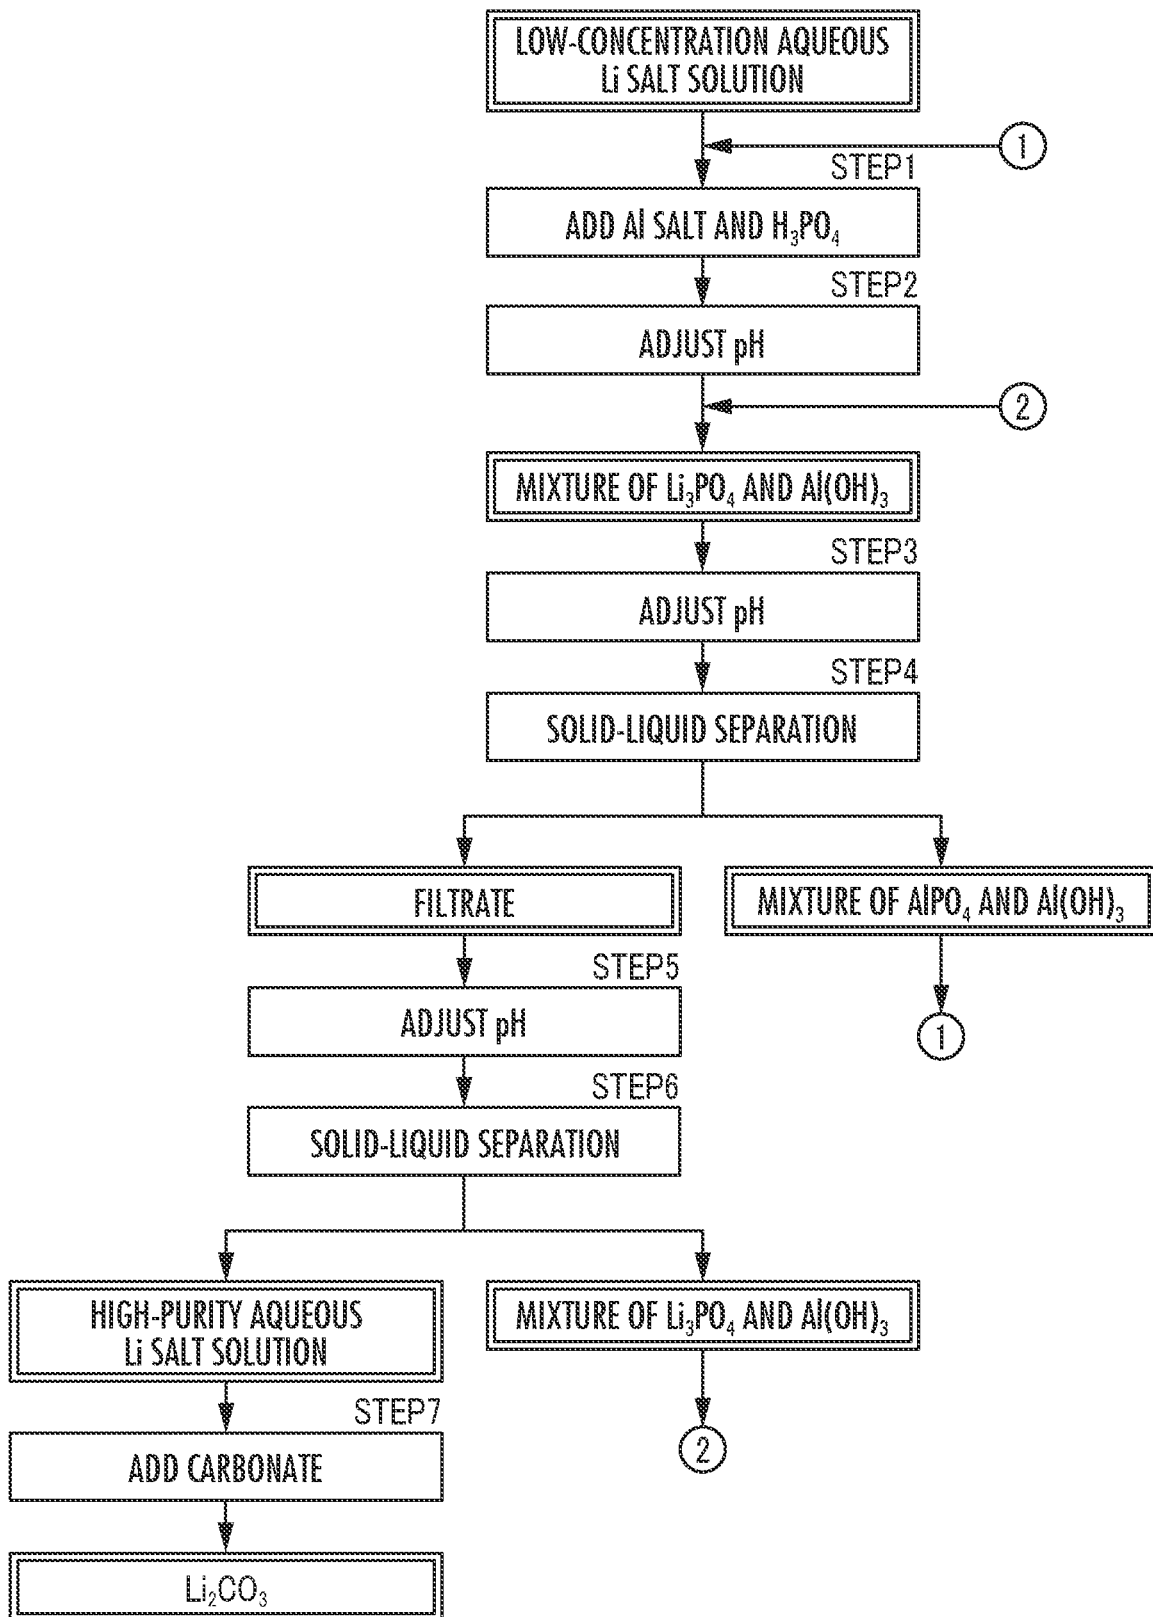 LOW-CONCENTRATION AQUEOUS
Li SALT SOLUTION
1
STEP1
ADD Al SALT AND H₃PO₄
STEP2
ADJUST pH
2
MIXTURE OF Li₃PO₄ AND Al(OH)₃
STEP3
ADJUST pH
STEP4
SOLID-LIQUID SEPARATION
FILTRATE
MIXTURE OF AlPO₄ AND Al(OH)₃
STEP5
ADJUST pH
1
STEP6
SOLID-LIQUID SEPARATION
HIGH-PURITY AQUEOUS
Li SALT SOLUTION
MIXTURE OF Li₃PO₄ AND Al(OH)₃
STEP7
ADD CARBONATE
2
Li₂CO₃